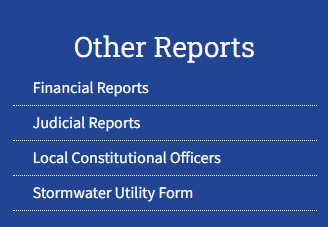 Other Reports
Financial Reports
Judicial Reports
Local Constitutional Officers
Stormwater Utility Form